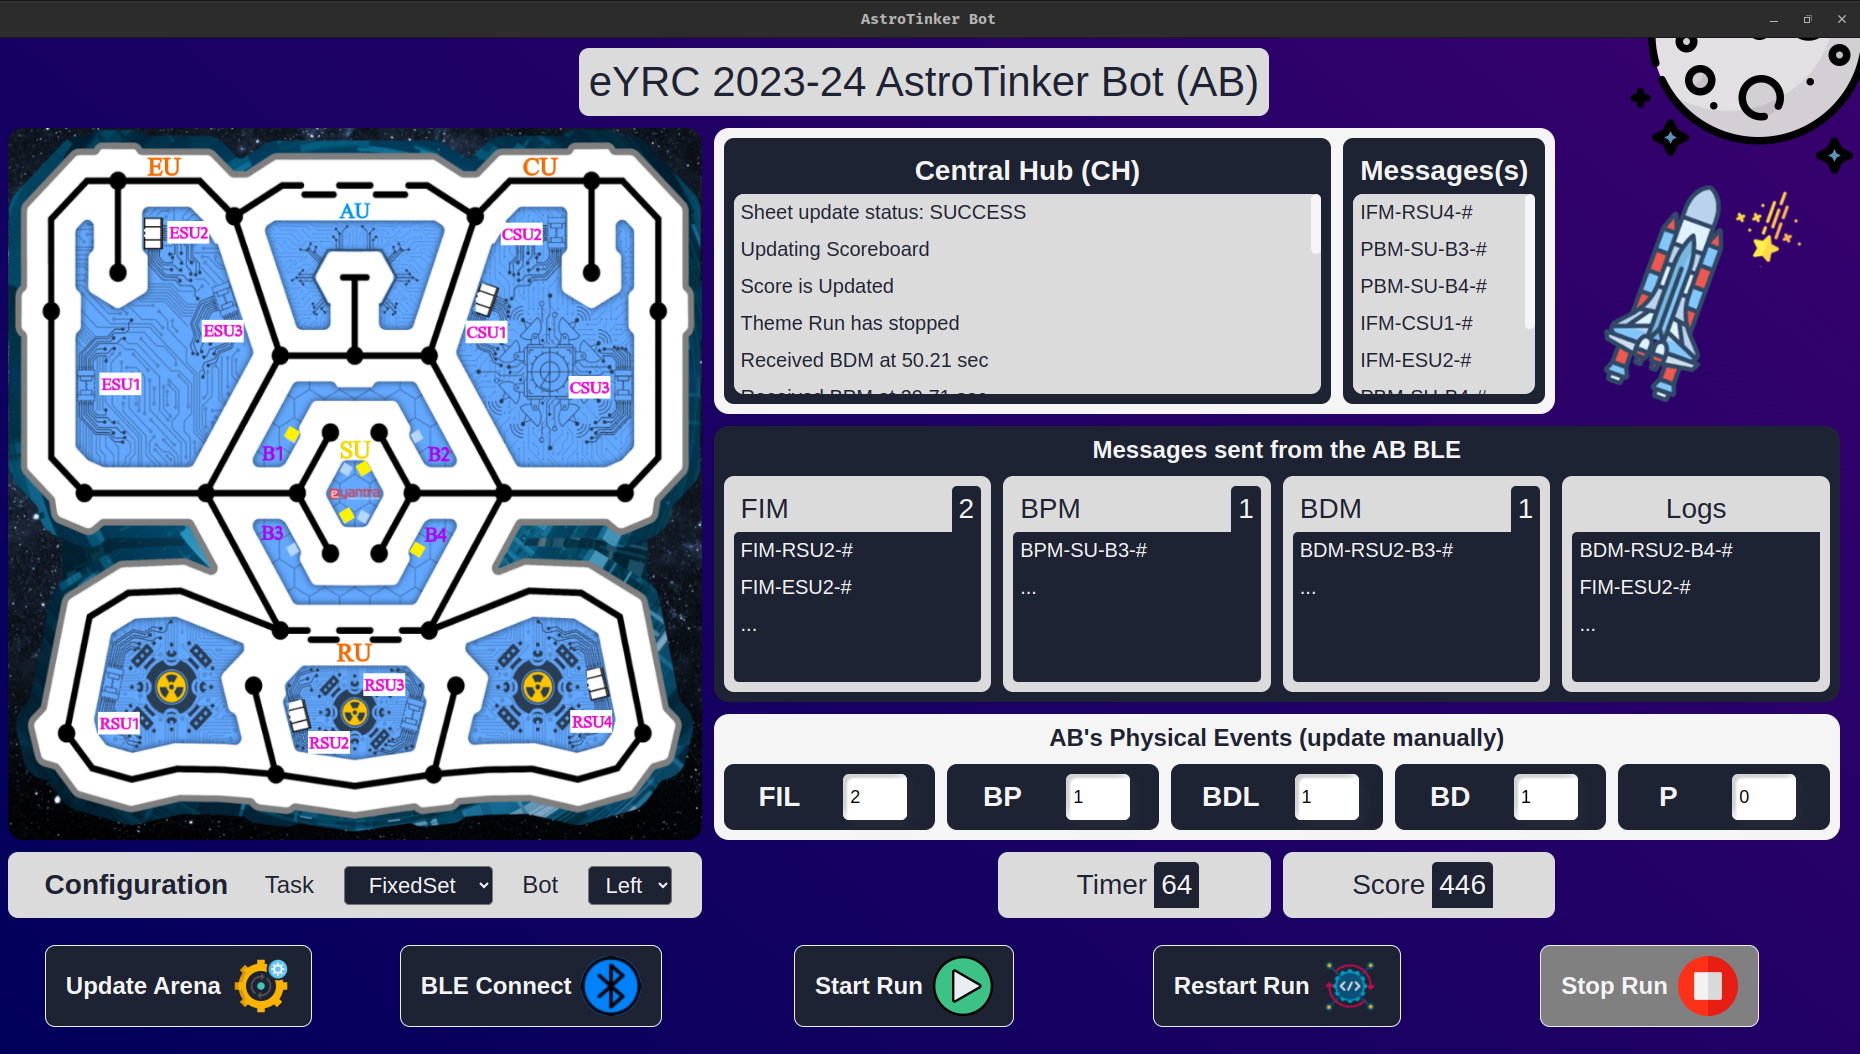 AstroTinker Bot
eYRC 2023-24 AstroTinker Bot (AB)
EU
CU
AU
ESU2
CSU2
ESU3
CSU1
ESU1
CSU3
B1
SU
B2
eyantra
B3
B4
RU
RSU3
RSU1
RSU4
RSU2
Central Hub (CH)
Sheet update status: SUCCESS
Updating Scoreboard
Score is Updated
Theme Run has stopped
Received BDM at 50.21 sec
Messages(s)
IFM-RSU4-#
PBM-SU-B3-#
PBM-SU-B4-#
IFM-CSU1-#
IFM-ESU2-#
PBM-SU-B4-#
Messages sent from the AB BLE
FIM 2
FIM-RSU2-#
FIM-ESU2-#
...
BPM 1
BPM-SU-B3-#
...
BDM 1
BDM-RSU2-B3-#
...
Logs
BDM-RSU2-B4-#
FIM-ESU2-#
...
AB's Physical Events (update manually)
FIL 2
BP 1
BDL 1
BD 1
P 0
Configuration Task FixedSet Bot Left
Timer 64
Score 446
Update Arena
BLE Connect
Start Run
Restart Run
</>
Stop Run